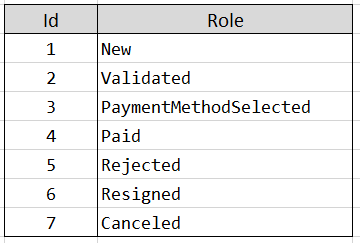 Id Role
1 New
2 Validated
3 PaymentMethodSelected
4 Paid
5 Rejected
6 Resigned
7 Canceled